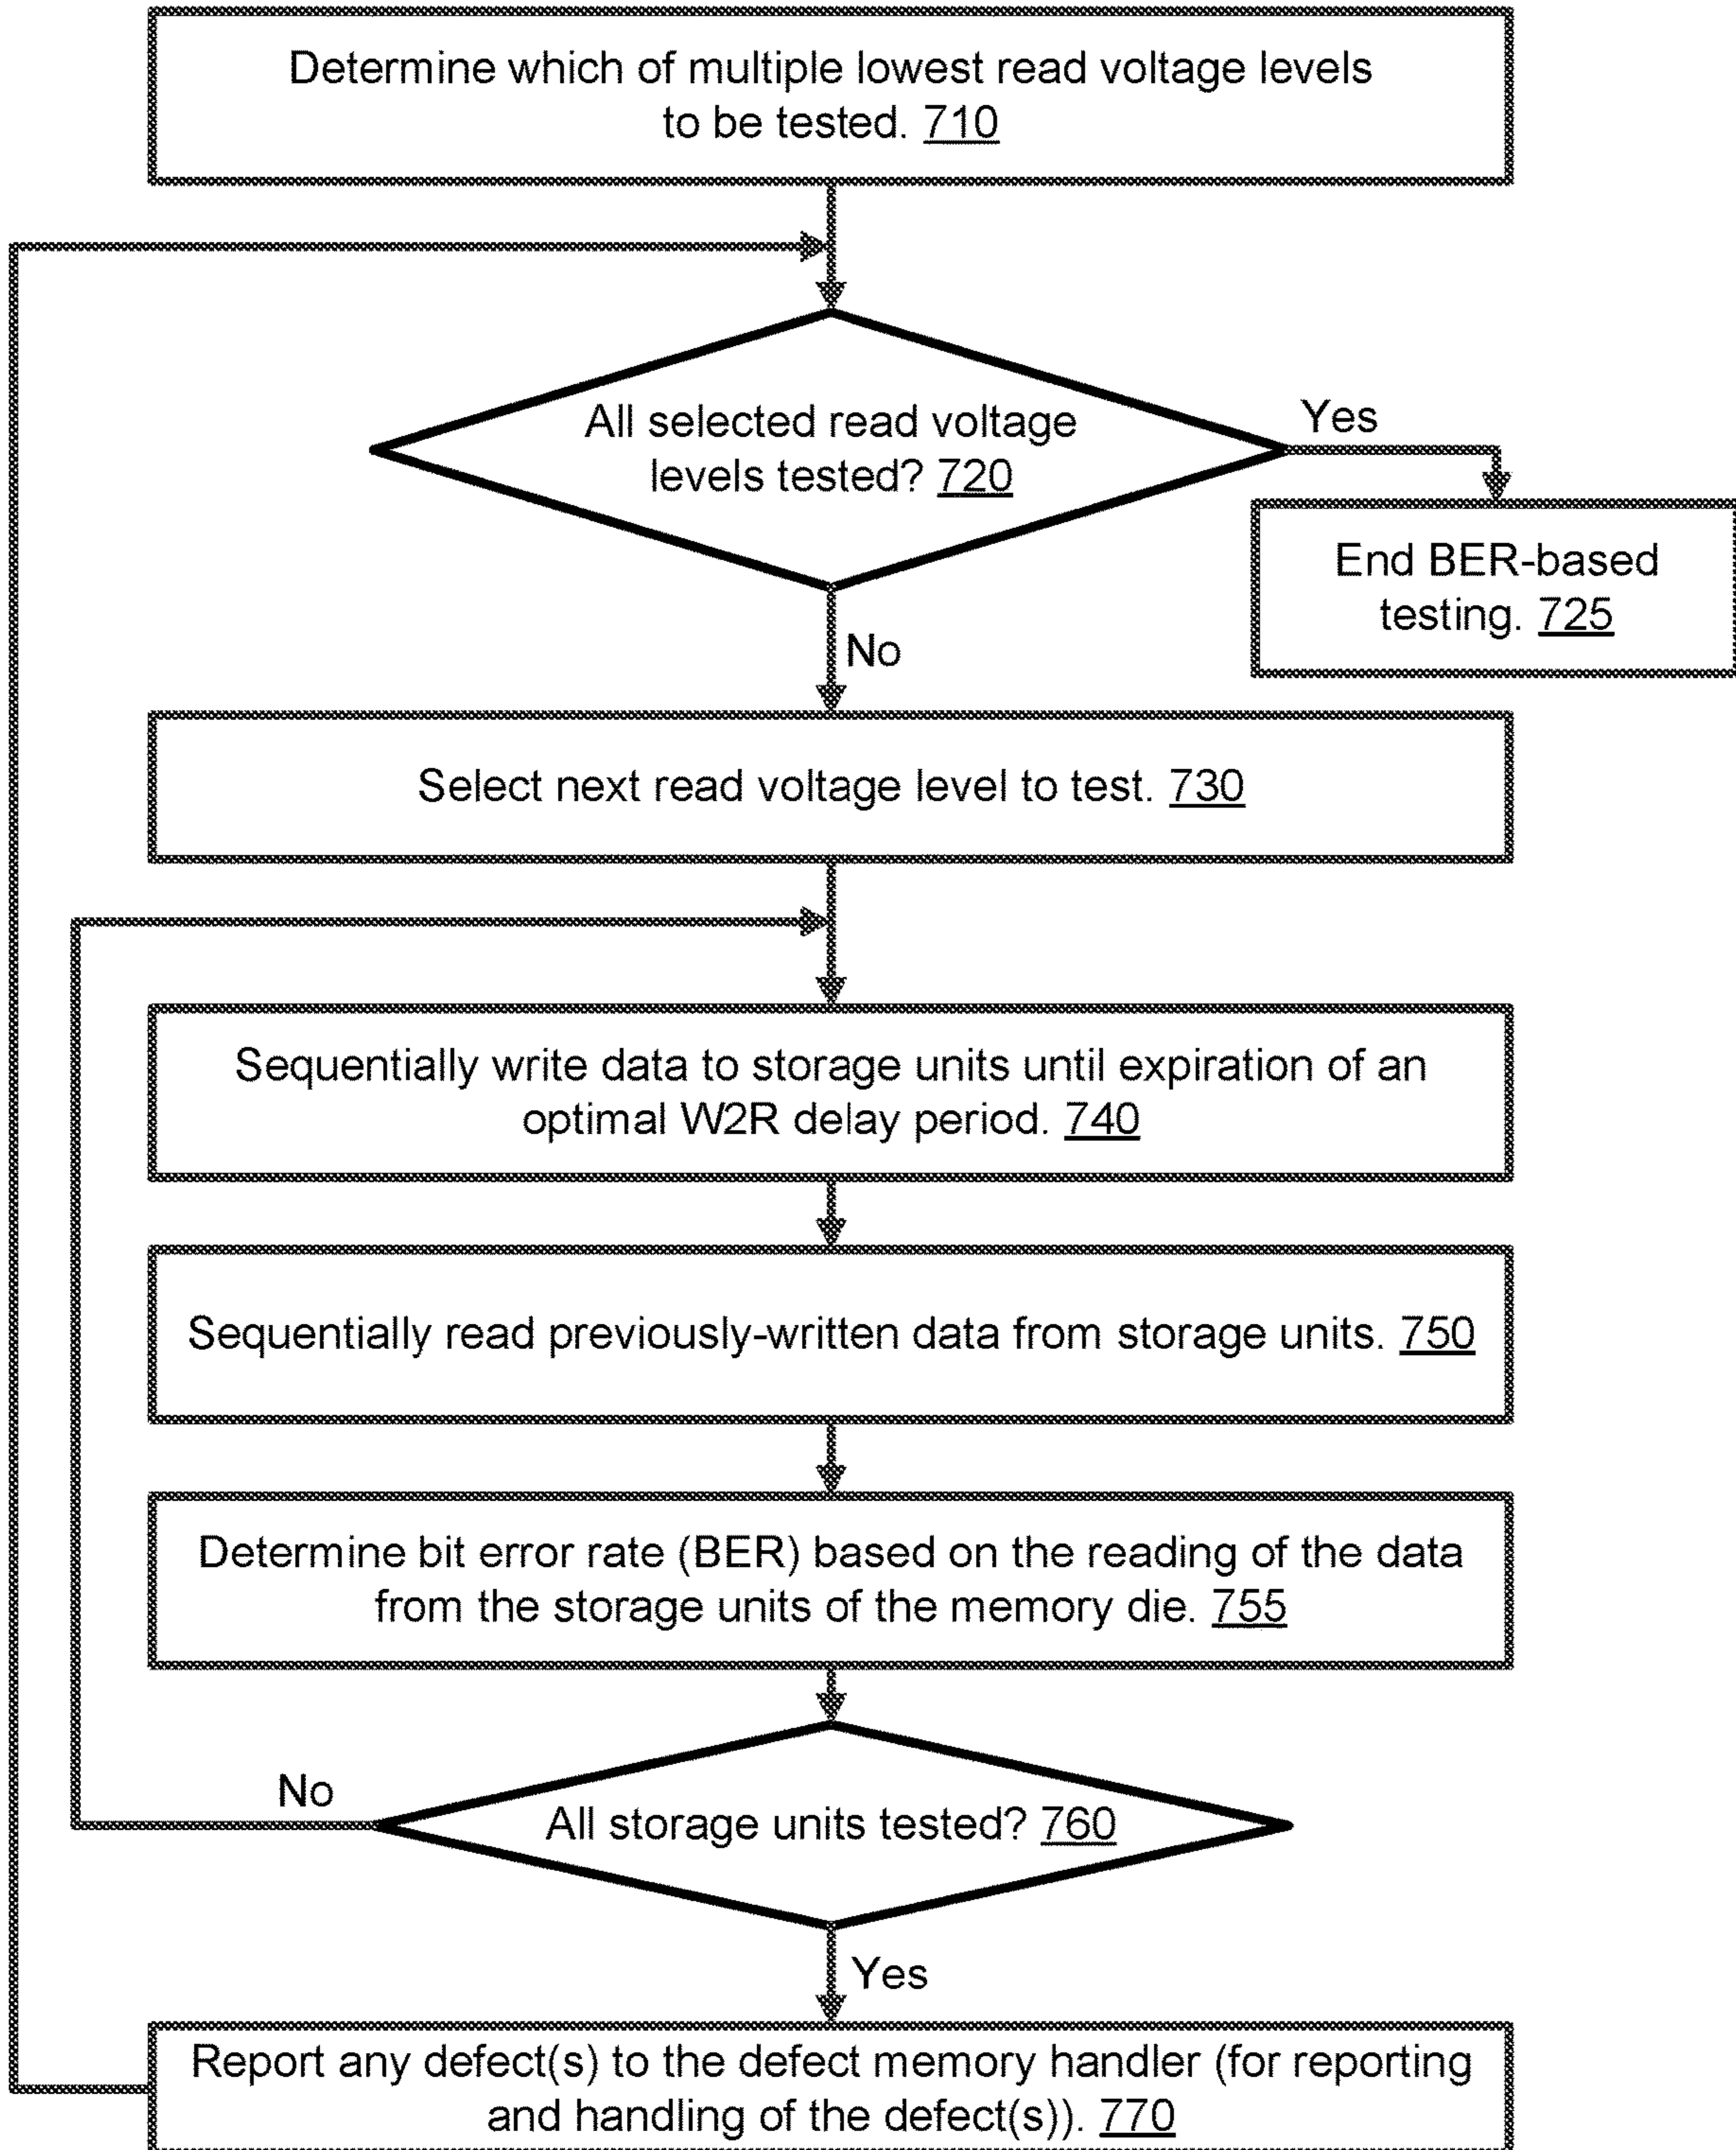 Determine which of multiple lowest read voltage levels
to be tested. 710
All selected read voltage
levels tested? 720
Yes
End BER-based
testing. 725
No
Select next read voltage level to test. 730
Sequentially write data to storage units until expiration of an
optimal W2R delay period. 740
Sequentially read previously-written data from storage units. 750
Determine bit error rate (BER) based on the reading of the data
from the storage units of the memory die. 755
No
All storage units tested? 760
Yes
Report any defect(s) to the defect memory handler (for reporting
and handling of the defect(s)). 770